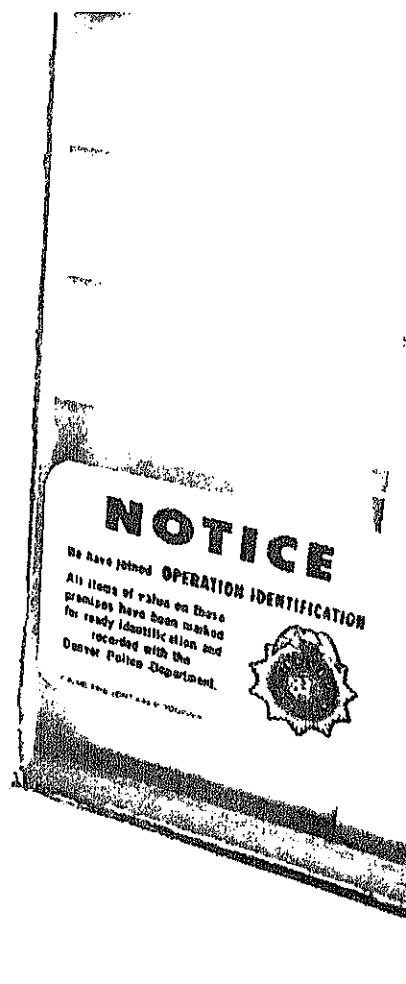 NOTICE
We have joined OPERATION IDENTIFICATION
All items of value on these
premises have been marked
for ready identification and
recorded with the
Denver Police Department.